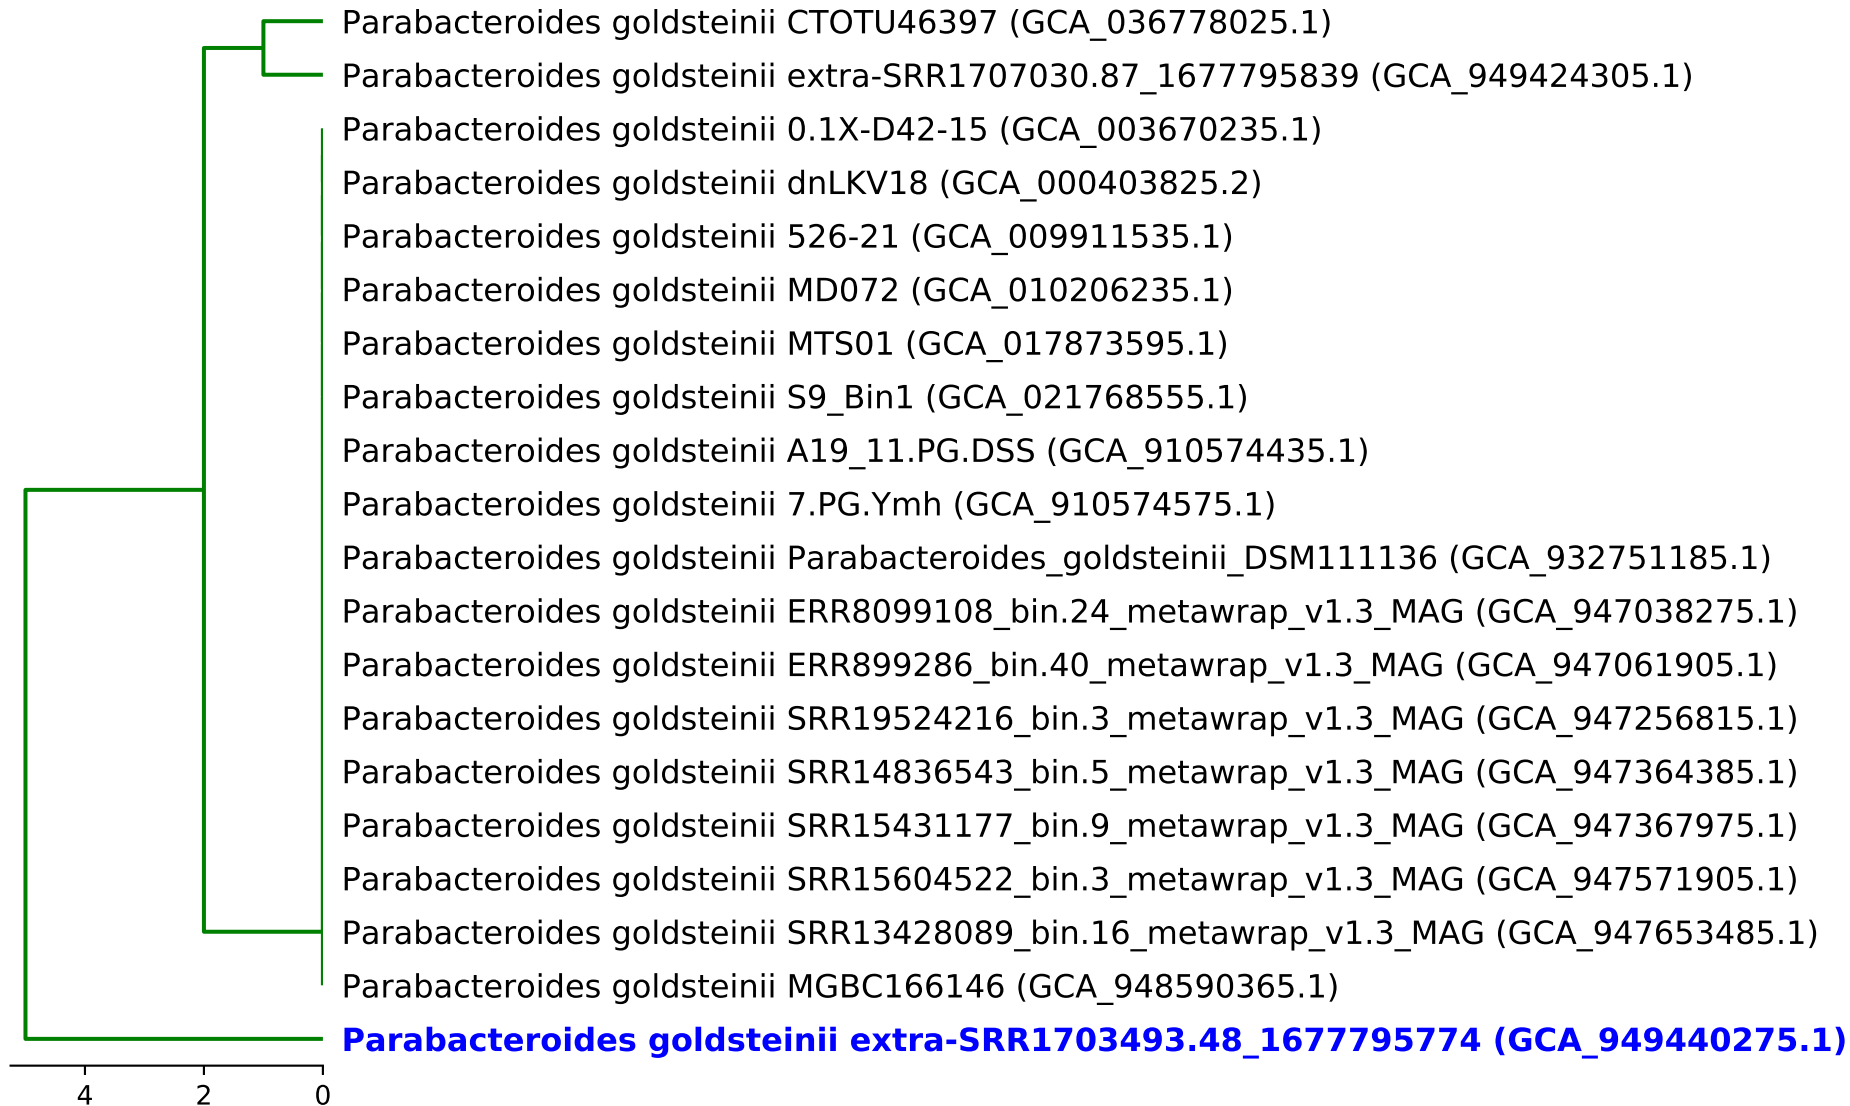 Parabacteroides goldsteinii CTOTU46397 (GCA_036778025.1)
Parabacteroides goldsteinii extra-SRR1707030.87_1677795839 (GCA_949424305.1)
Parabacteroides goldsteinii 0.1X-D42-15 (GCA_003670235.1)
Parabacteroides goldsteinii dnLKV18 (GCA_000403825.2)
Parabacteroides goldsteinii 526-21 (GCA_009911535.1)
Parabacteroides goldsteinii MD072 (GCA_010206235.1)
Parabacteroides goldsteinii MTS01 (GCA_017873595.1)
Parabacteroides goldsteinii S9_Bin1 (GCA_021768555.1)
Parabacteroides goldsteinii A19_11.PG.DSS (GCA_910574435.1)
Parabacteroides goldsteinii 7.PG.Ymh (GCA_910574575.1)
Parabacteroides goldsteinii Parabacteroides_goldsteinii_DSM111136 (GCA_932751185.1)
Parabacteroides goldsteinii ERR8099108_bin.24_metawrap_v1.3_MAG (GCA_947038275.1)
Parabacteroides goldsteinii ERR899286_bin.40_metawrap_v1.3_MAG (GCA_947061905.1)
Parabacteroides goldsteinii SRR19524216_bin.3_metawrap_v1.3_MAG (GCA_947256815.1)
Parabacteroides goldsteinii SRR14836543_bin.5_metawrap_v1.3_MAG (GCA_947364385.1)
Parabacteroides goldsteinii SRR15431177_bin.9_metawrap_v1.3_MAG (GCA_947367975.1)
Parabacteroides goldsteinii SRR15604522_bin.3_metawrap_v1.3_MAG (GCA_947571905.1)
Parabacteroides goldsteinii SRR13428089_bin.16_metawrap_v1.3_MAG (GCA_947653485.1)
Parabacteroides goldsteinii MGBC166146 (GCA_948590365.1)
Parabacteroides goldsteinii extra-SRR1703493.48_1677795774 (GCA_949440275.1)
4 2 0